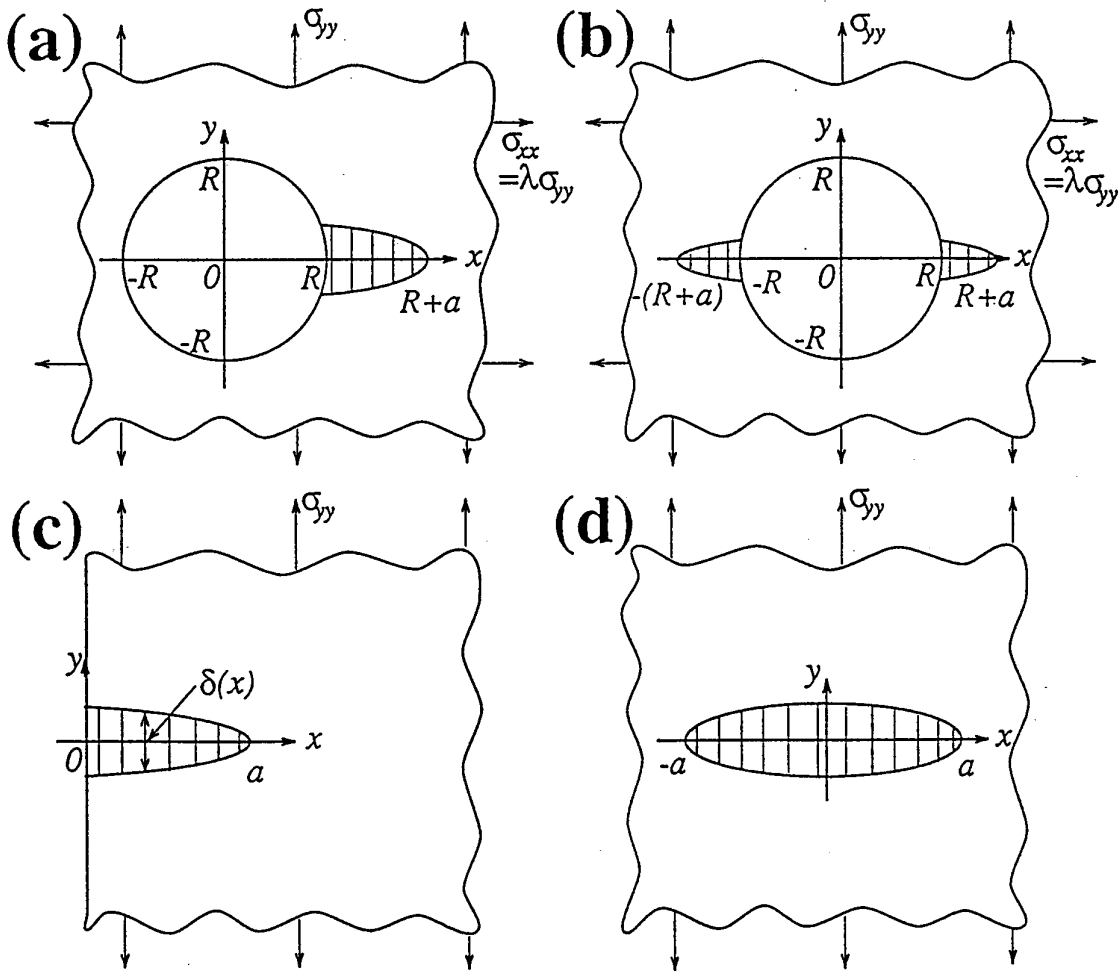 (a)
σyy
y
R
σxx
=λσyy
-R
0
R
R+a
x
-R
(b)
σyy
y
R
σxx
=λσyy
-(R+a)
-R
0
R
R+a
x
-R
(c)
σyy
y
δ(x)
x
0
a
(d)
σyy
y
x
-a
a